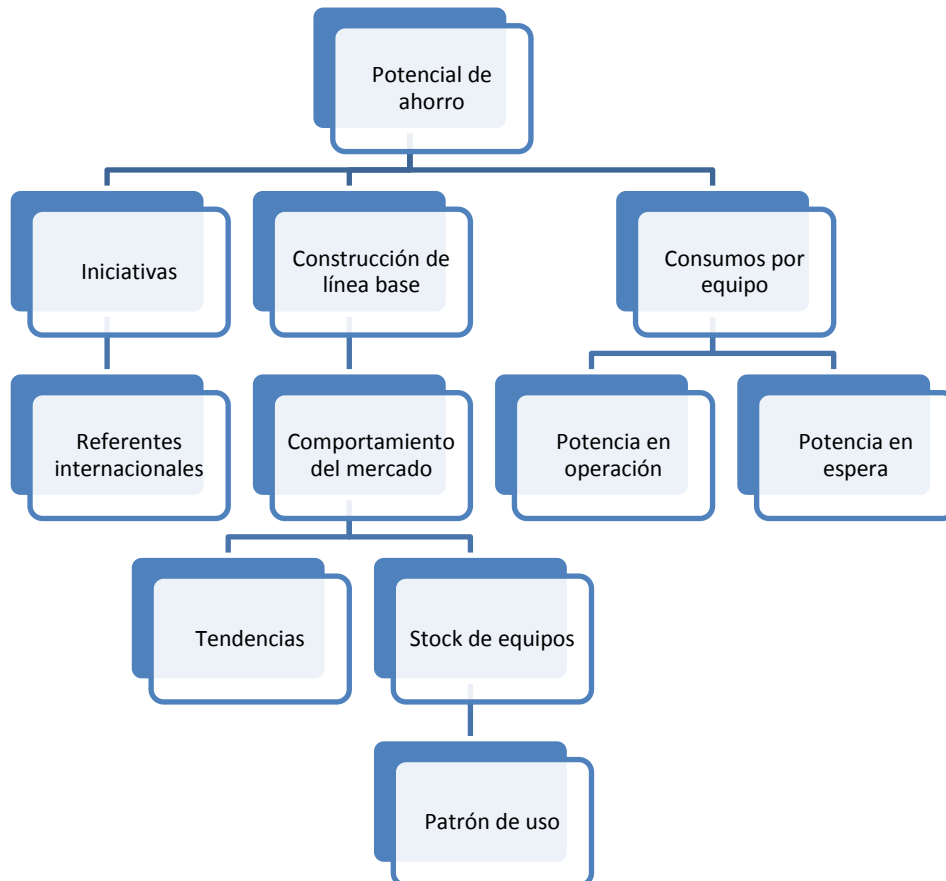 Potencial de
ahorro
Iniciativas
Construcción de
línea base
Consumos por
equipo
Referentes
internacionales
Comportamiento
del mercado
Potencia en
operación
Potencia en
espera
Tendencias
Stock de equipos
Patrón de uso